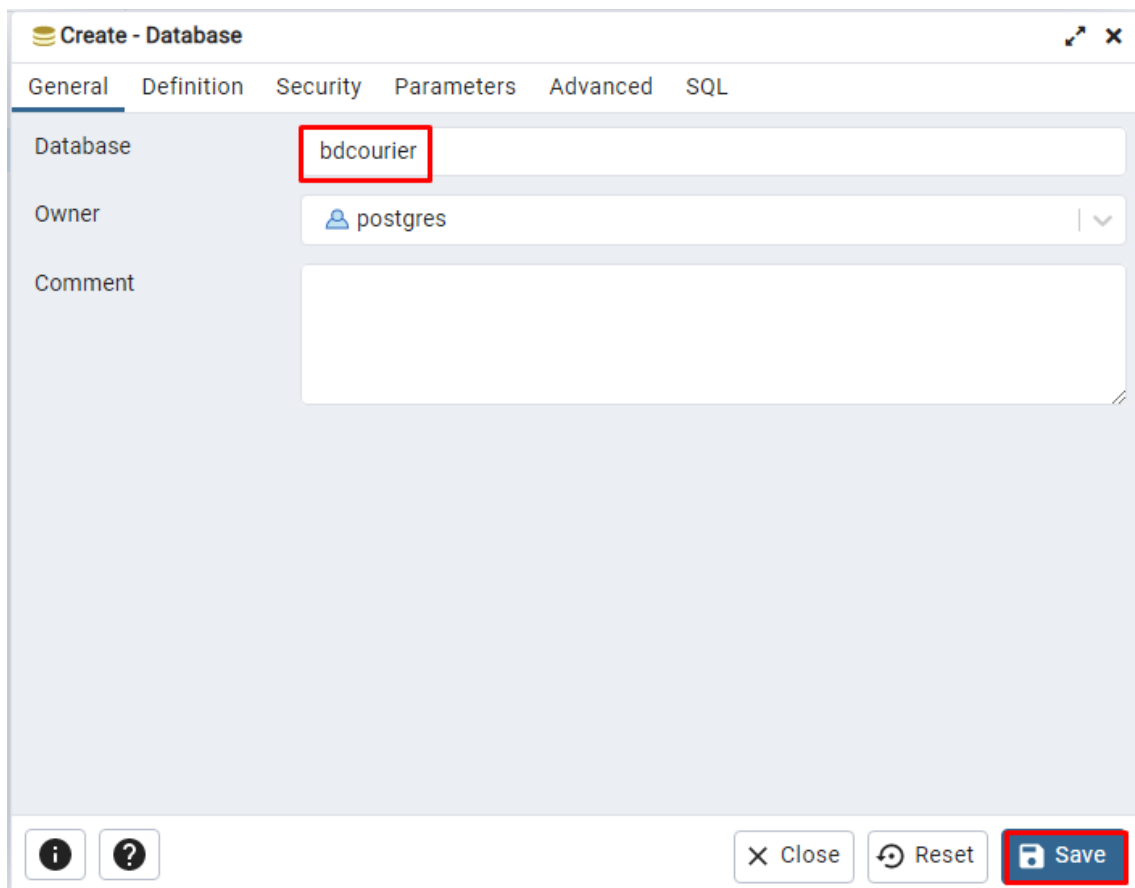 Create - Database
General Definition Security Parameters Advanced SQL
Database bdcourier
Owner postgres
Comment
Close Reset Save